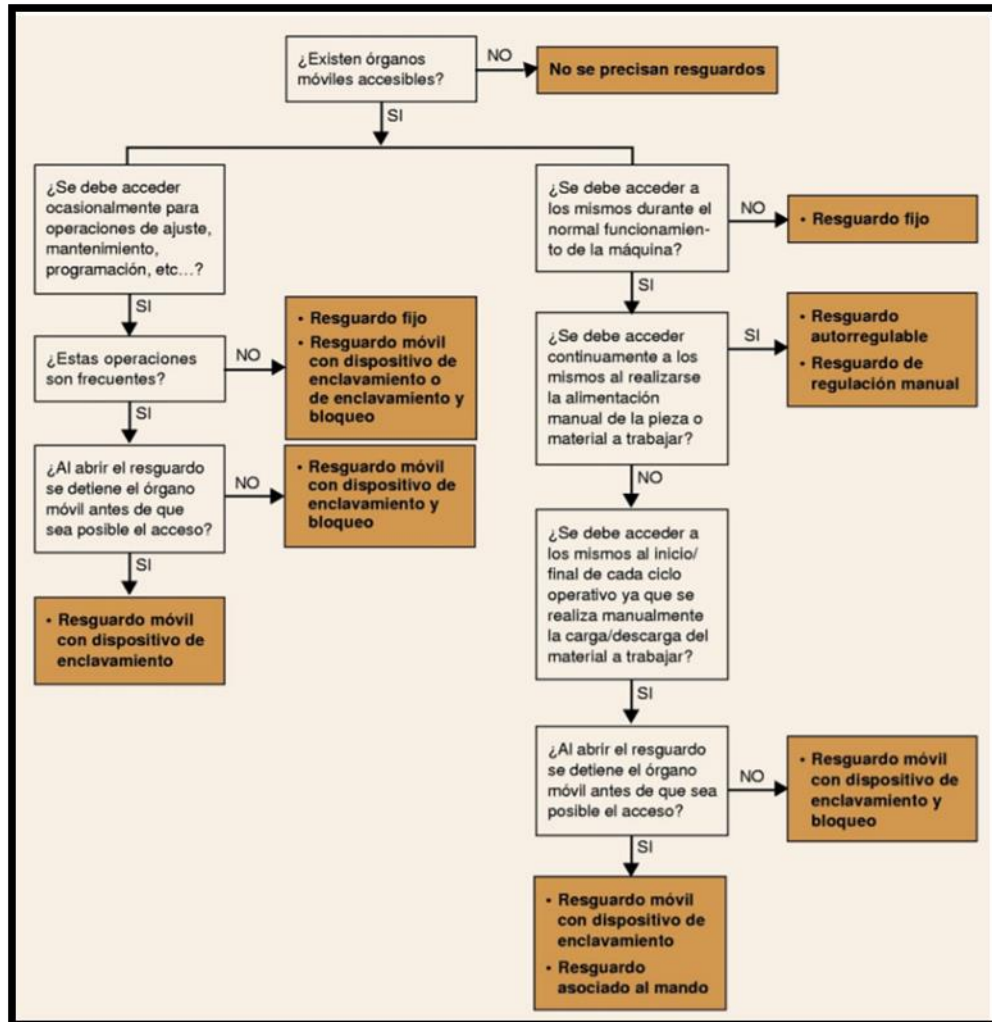 ¿Existen órganos
móviles accesibles?
NO
No se precisan resguardos
SI
¿Se debe acceder
ocasionalmente para
operaciones de ajuste,
mantenimiento,
programación, etc...?
SI
¿Estas operaciones
son frecuentes?
NO
• Resguardo fijo
• Resguardo móvil
con dispositivo de
enclavamiento o
de enclavamiento y
bloqueo
SI
¿Al abrir el resguardo
se detiene el órgano
móvil antes de que
sea posible el acceso?
NO
• Resguardo móvil
con dispositivo de
enclavamiento y
bloqueo
SI
• Resguardo móvil
con dispositivo de
enclavamiento
¿Se debe acceder a
los mismos durante el
normal funcionamien-
to de la máquina?
NO
• Resguardo fijo
SI
¿Se debe acceder
continuamente a los
mismos al realizarse
la alimentación
manual de la pieza o
material a trabajar?
SI
• Resguardo
autorregulable
• Resguardo de
regulación manual
NO
¿Se debe acceder a
los mismos al inicio/
final de cada ciclo
operativo ya que se
realiza manualmente
la carga/descarga del
material a trabajar?
SI
¿Al abrir el resguardo
se detiene el órgano
móvil antes de que sea
posible el acceso?
NO
• Resguardo móvil
con dispositivo de
enclavamiento y
bloqueo
SI
• Resguardo móvil
con dispositivo de
enclavamiento
• Resguardo
asociado al mando